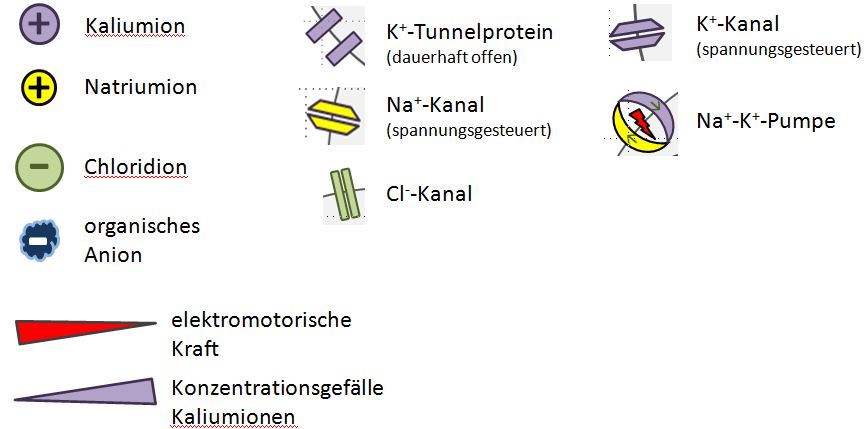 Kaliumion
Natriumion
Chloridion
organisches
Anion
elektromotorische
Kraft
Konzentrationsgefälle
Kaliumionen
K⁺-Tunnelprotein
(dauerhaft offen)
Na⁺-Kanal
(spannungsgesteuert)
Cl⁻-Kanal
K⁺-Kanal
(spannungsgesteuert)
Na⁺-K⁺-Pumpe